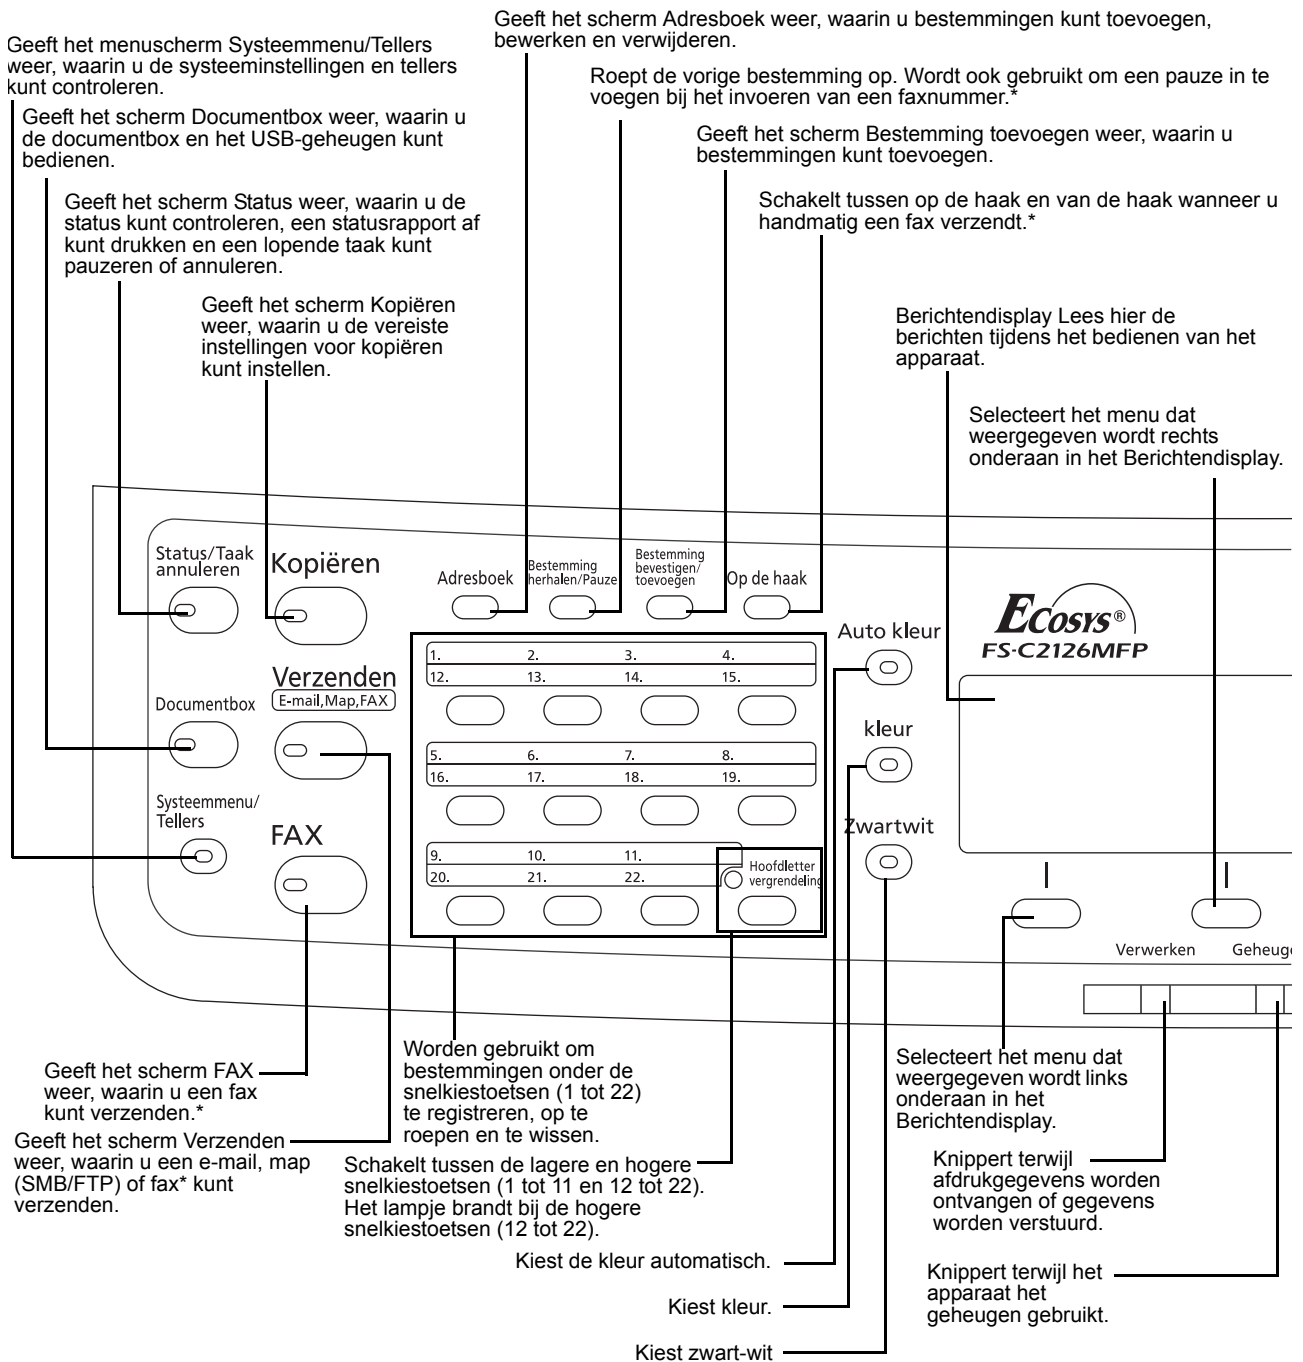 Geeft het scherm Adresboek weer, waarin u bestemmingen kunt toevoegen,
bewerken en verwijderen.
Geeft het menuscherm Systeemmenu/Tellers
weer, waarin u de systeeminstellingen en tellers
kunt controleren.
Roept de vorige bestemming op. Wordt ook gebruikt om een pauze in te
voegen bij het invoeren van een faxnummer.*
Geeft het scherm Documentbox weer, waarin u
de documentbox en het USB-geheugen kunt
bedienen.
Geeft het scherm Bestemming toevoegen weer, waarin u
bestemmingen kunt toevoegen.
Geeft het scherm Status weer, waarin u de
status kunt controleren, een statusrapport af
kunt drukken en een lopende taak kunt
pauzeren of annuleren.
Schakelt tussen op de haak en van de haak wanneer u
handmatig een fax verzendt.*
Geeft het scherm Kopiëren
weer, waarin u de vereiste
instellingen voor kopiëren
kunt instellen.
Berichtendisplay Lees hier de
berichten tijdens het bedienen van het
apparaat.
Selecteert het menu dat
weergegeven wordt rechts
onderaan in het Berichtendisplay.
Status/Taak
annuleren
Kopiëren
Adresboek
Bestemming
herhalen/Pauze
Bestemming
bevestigen/
toevoegen
Op de haak
ECOSYS®
FS-C2126MFP
Auto kleur
1. 2. 3. 4.
12. 13. 14. 15.
Verzenden
E-mail,Map,FAX
Documentbox
kleur
5. 6. 7. 8.
16. 17. 18. 19.
Systeemmenu/
Tellers
FAX
Zwartwit
9. 10. 11.
20. 21. 22.
Hoofdletter
vergrendeling
Verwerken
Geheuge
Geeft het scherm FAX
weer, waarin u een fax
kunt verzenden.*
Worden gebruikt om
bestemmingen onder de
snelkiestoetsen (1 tot 22)
te registreren, op te
roepen en te wissen.
Selecteert het menu dat
weergegeven wordt links
onderaan in het
Berichtendisplay.
Geeft het scherm Verzenden
weer, waarin u een e-mail, map
(SMB/FTP) of fax* kunt
verzenden.
Schakelt tussen de lagere en hogere
snelkiestoetsen (1 tot 11 en 12 tot 22).
Het lampje brandt bij de hogere
snelkiestoetsen (12 tot 22).
Knippert terwijl
afdrukgegevens worden
ontvangen of gegevens
worden verstuurd.
Kiest de kleur automatisch.
Knippert terwijl het
apparaat het
geheugen gebruikt.
Kiest kleur.
Kiest zwart-wit